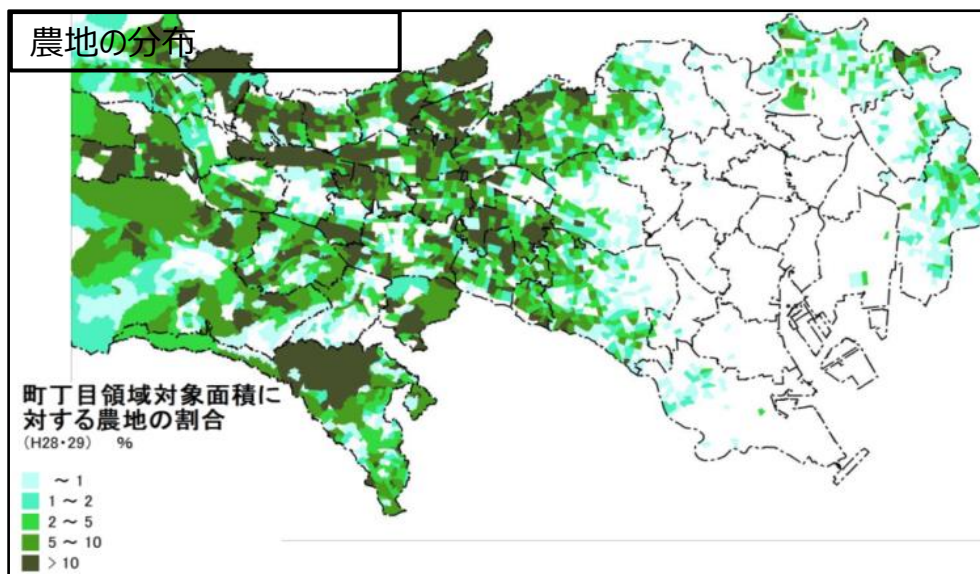 農地の分布
町丁目領域対象面積に
対する農地の割合
（H28・29） %
～ 1
1 ～ 2
2 ～ 5
5 ～ 10
＞10